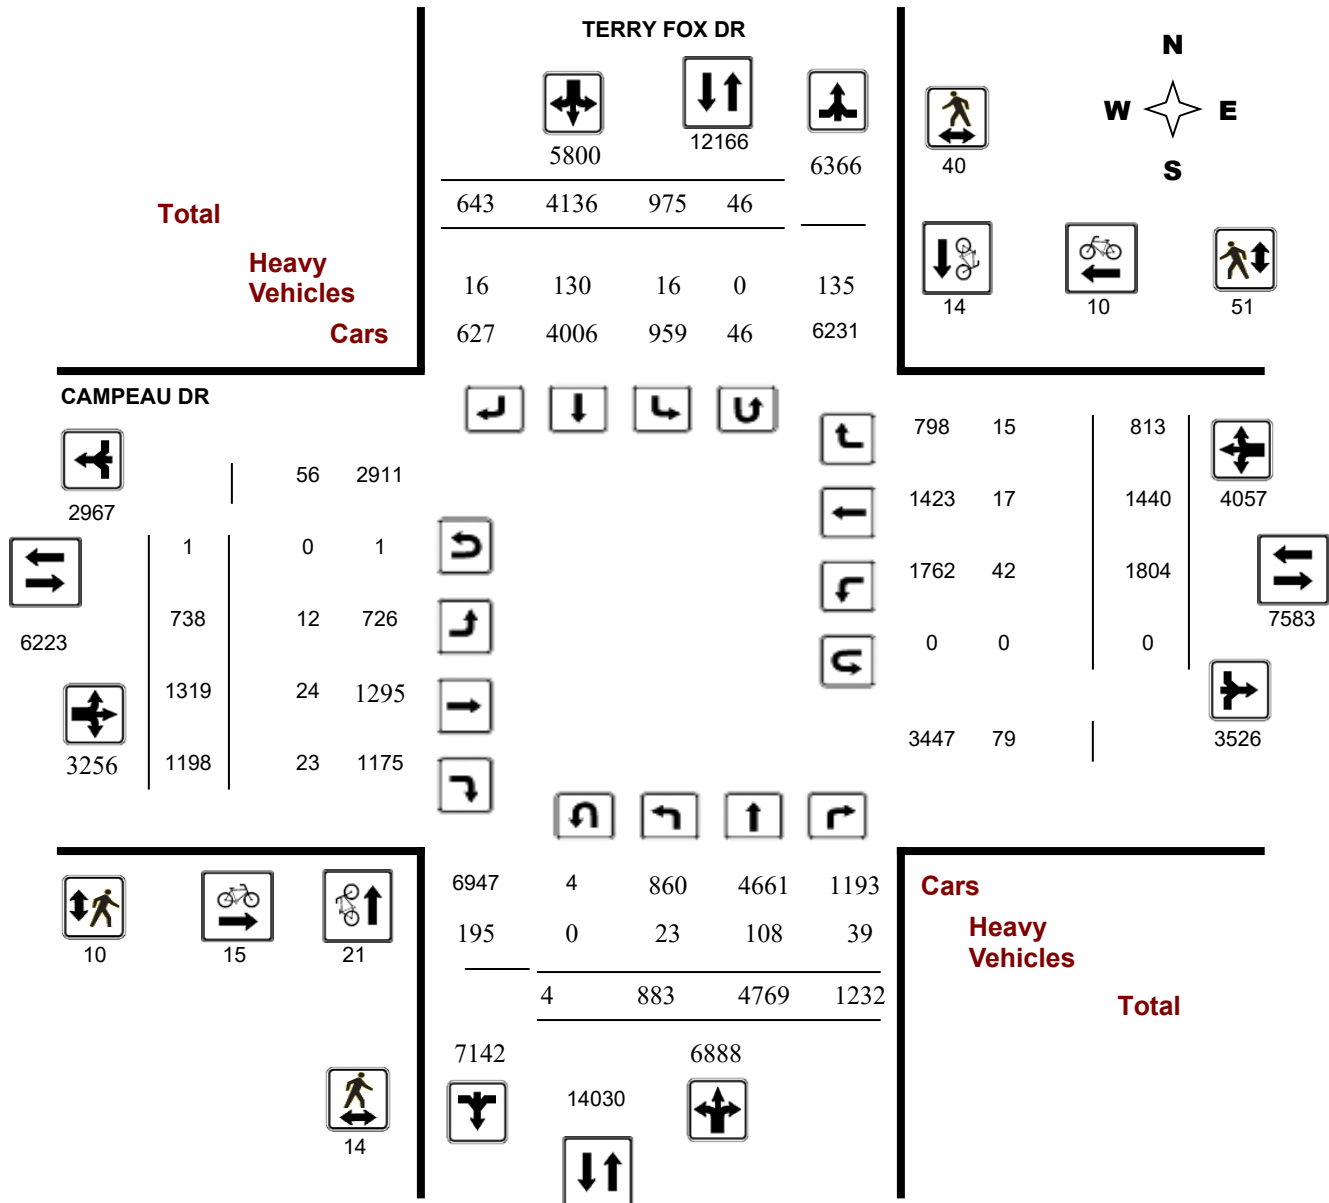 TERRY FOX DR
N
W E
S
5800 12166 6366 40
643 4136 975 46
Total
Heavy
Vehicles
16 130 16 0 135
Cars
627 4006 959 46 6231
14 10 51
CAMPEAU DR
798 15 813
56 2911
2967
1423 17 1440 4057
1 0 1
1762 42 1804
7583
738 12 726
6223
0 0 0
1319 24 1295
3447 79 3526
3256 1198 23 1175
6947 4 860 4661 1193
Cars
195 0 23 108 39
Heavy
Vehicles
10 15 21
4 883 4769 1232
Total
7142 6888
14030
14